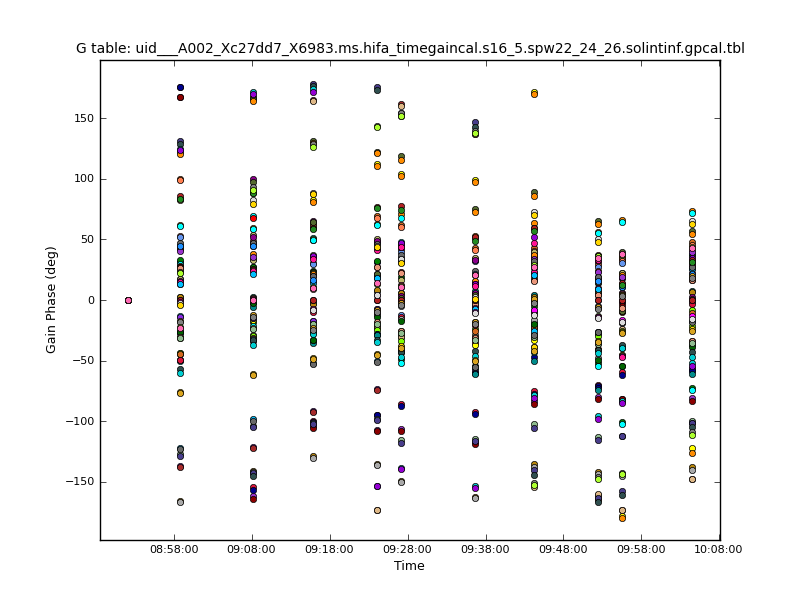 G table: uid___A002_Xc27dd7_X6983.ms.hifa_timegaincal.s16_5.spw22_24_26.solintinf.gpcal.tbl
150
100
50
0
−50
−100
−150
Gain Phase (deg)
08:58:00 09:08:00 09:18:00 09:28:00 09:38:00 09:48:00 09:58:00 10:08:00
Time